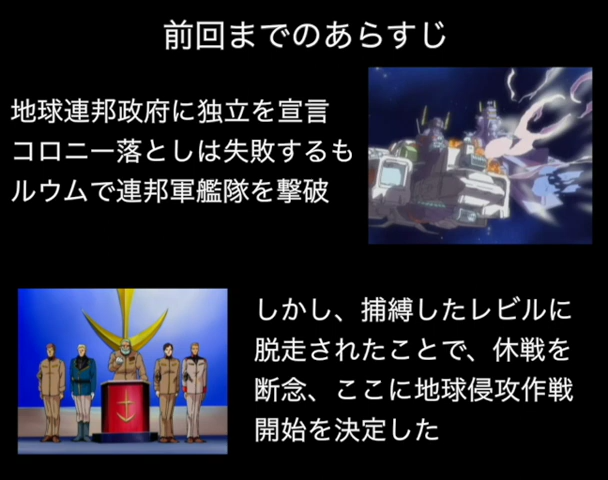 前回までのあらすじ
地球連邦政府に独立を宣言
コロニー落としは失敗するも
ルウムで連邦軍艦隊を撃破
しかし、捕縛したレビルに
脱走されたことで、休戦を
断念、ここに地球侵攻作戦
開始を決定した